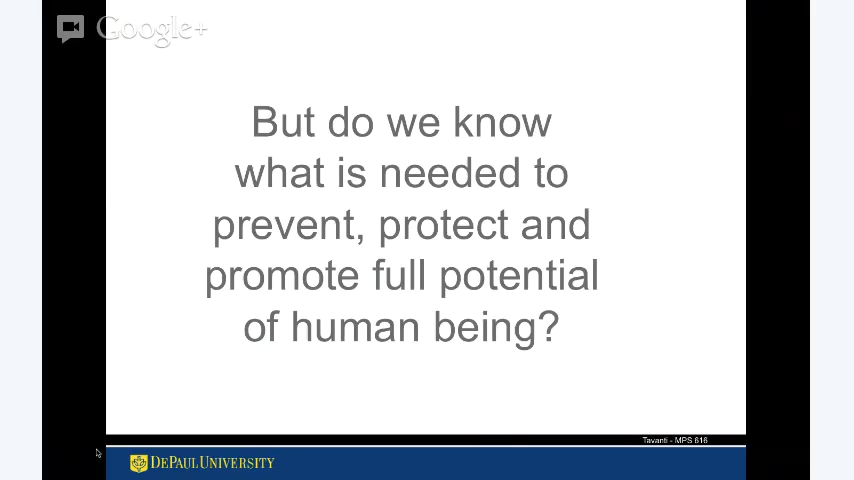 Google+
But do we know
what is needed to
prevent, protect and
promote full potential
of human being?
Tavanti - MPS 616
DEPAUL UNIVERSITY